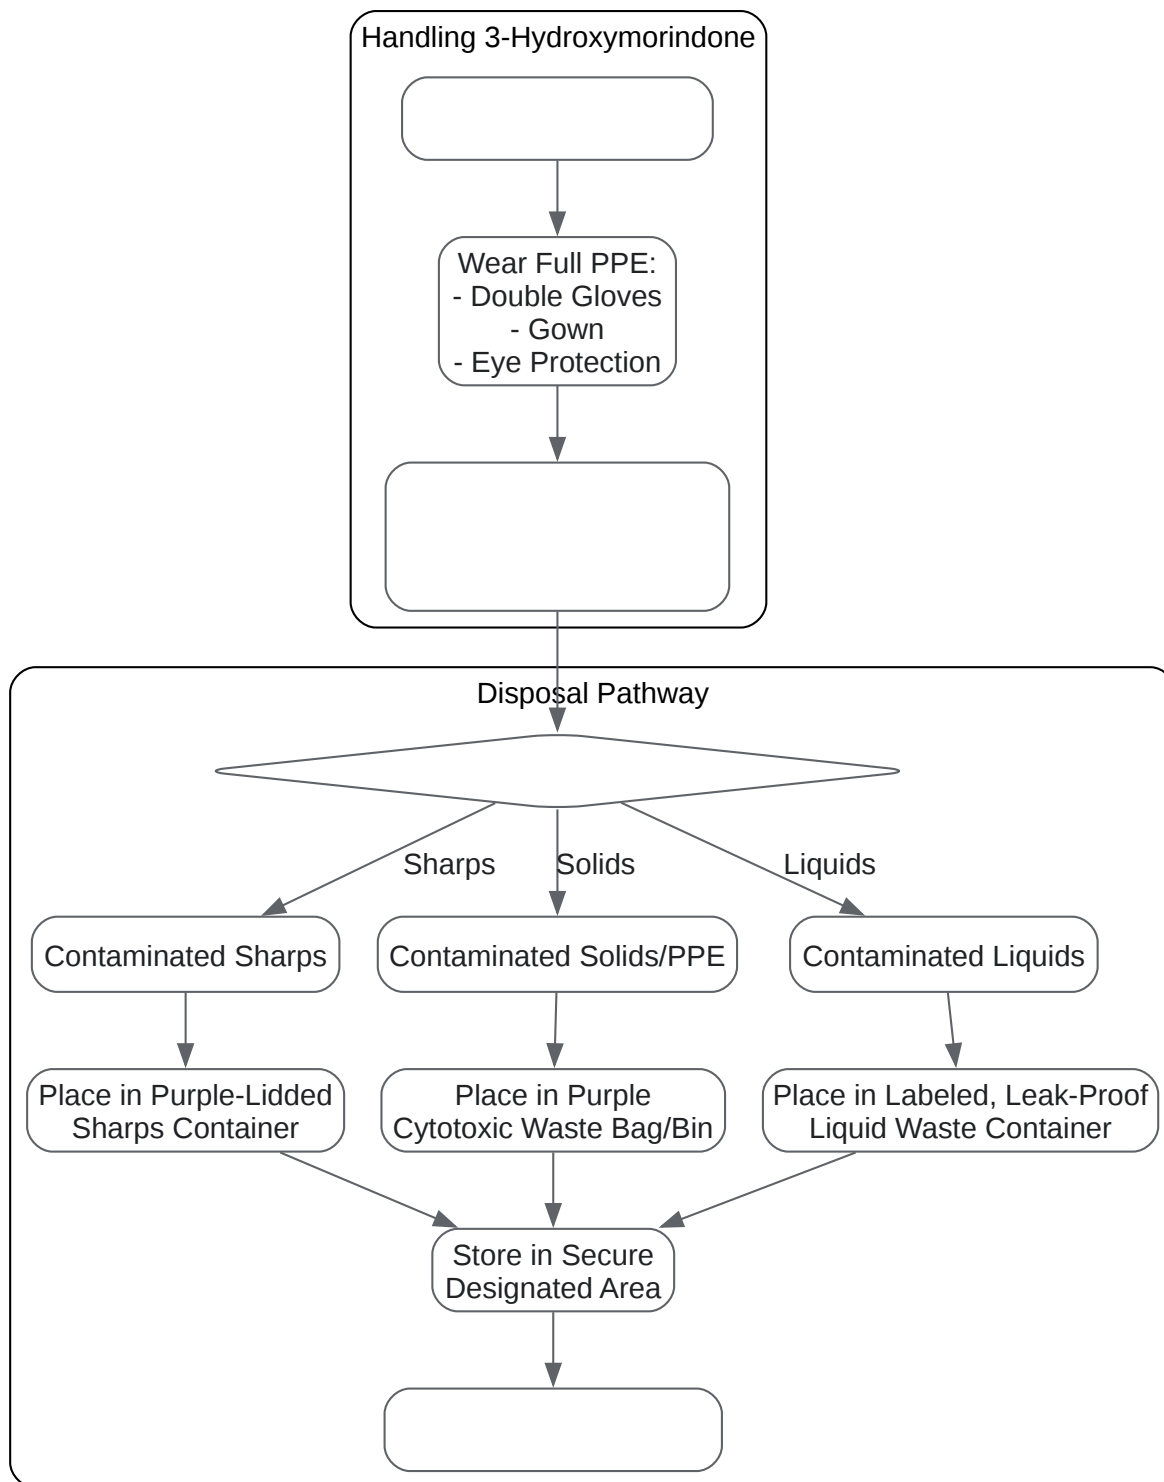 Handling 3-Hydroxymorindone
Wear Full PPE:
- Double Gloves
- Gown
- Eye Protection
Disposal Pathway
Sharps
Solids
Liquids
Contaminated Sharps
Contaminated Solids/PPE
Contaminated Liquids
Place in Purple-Lidded
Sharps Container
Place in Purple
Cytotoxic Waste Bag/Bin
Place in Labeled, Leak-Proof
Liquid Waste Container
Store in Secure
Designated Area